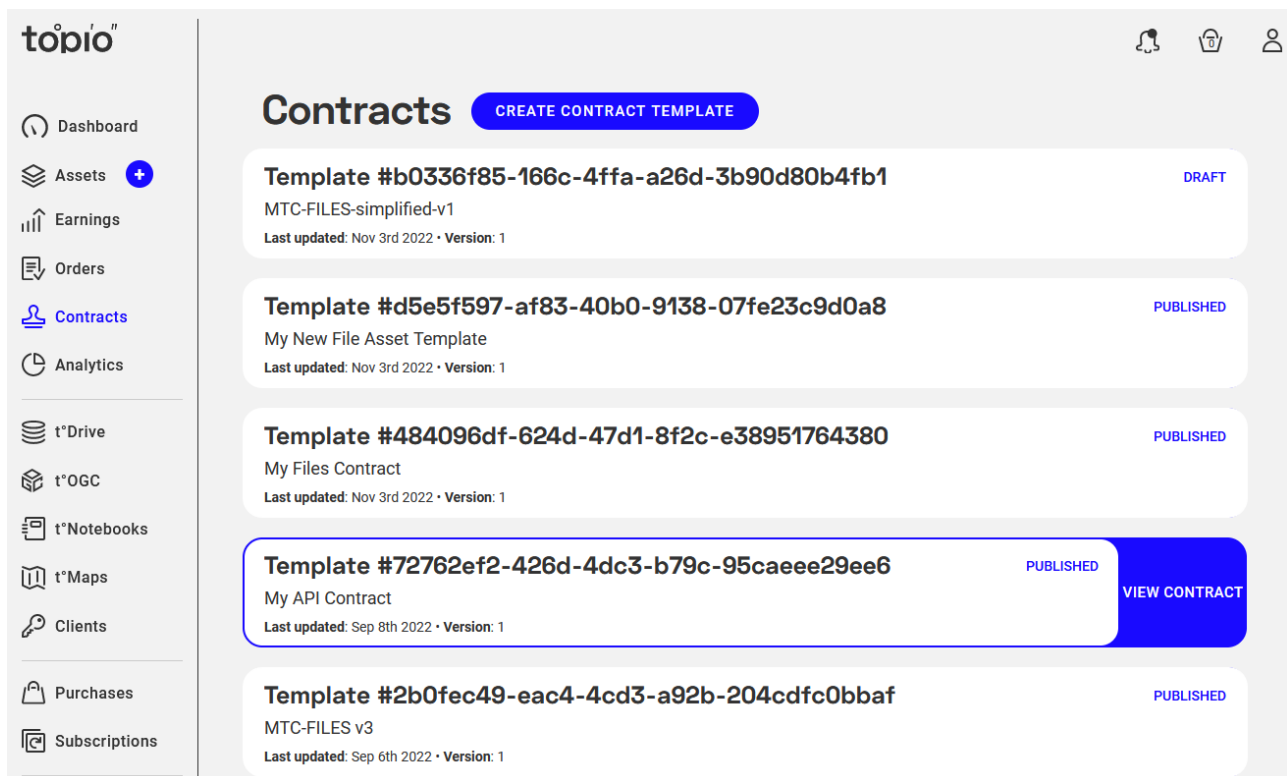 topio
Dashboard
Assets
Earnings
Orders
Contracts
Analytics
t°Drive
t°OGC
t°Notebooks
t°Maps
Clients
Purchases
Subscriptions
0
Contracts CREATE CONTRACT TEMPLATE
Template #b0336f85-166c-4ffa-a26d-3b90d80b4fb1 DRAFT
MTC-FILES-simplified-v1
Last updated: Nov 3rd 2022 • Version: 1
Template #d5e5f597-af83-40b0-9138-07fe23c9d0a8 PUBLISHED
My New File Asset Template
Last updated: Nov 3rd 2022 • Version: 1
Template #484096df-624d-47d1-8f2c-e38951764380 PUBLISHED
My Files Contract
Last updated: Nov 3rd 2022 • Version: 1
Template #72762ef2-426d-4dc3-b79c-95caeee29ee6 PUBLISHED
VIEW CONTRACT
My API Contract
Last updated: Sep 8th 2022 • Version: 1
Template #2b0fec49-eac4-4cd3-a92b-204cdfc0bbaf PUBLISHED
MTC-FILES v3
Last updated: Sep 6th 2022 • Version: 1